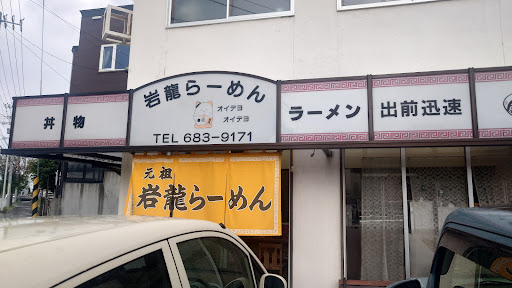 丼物
岩龍らーめん
オイデヨ
オイデヨ
TEL 683-9171
ラーメン
出前迅速
元祖
岩龍らーめん